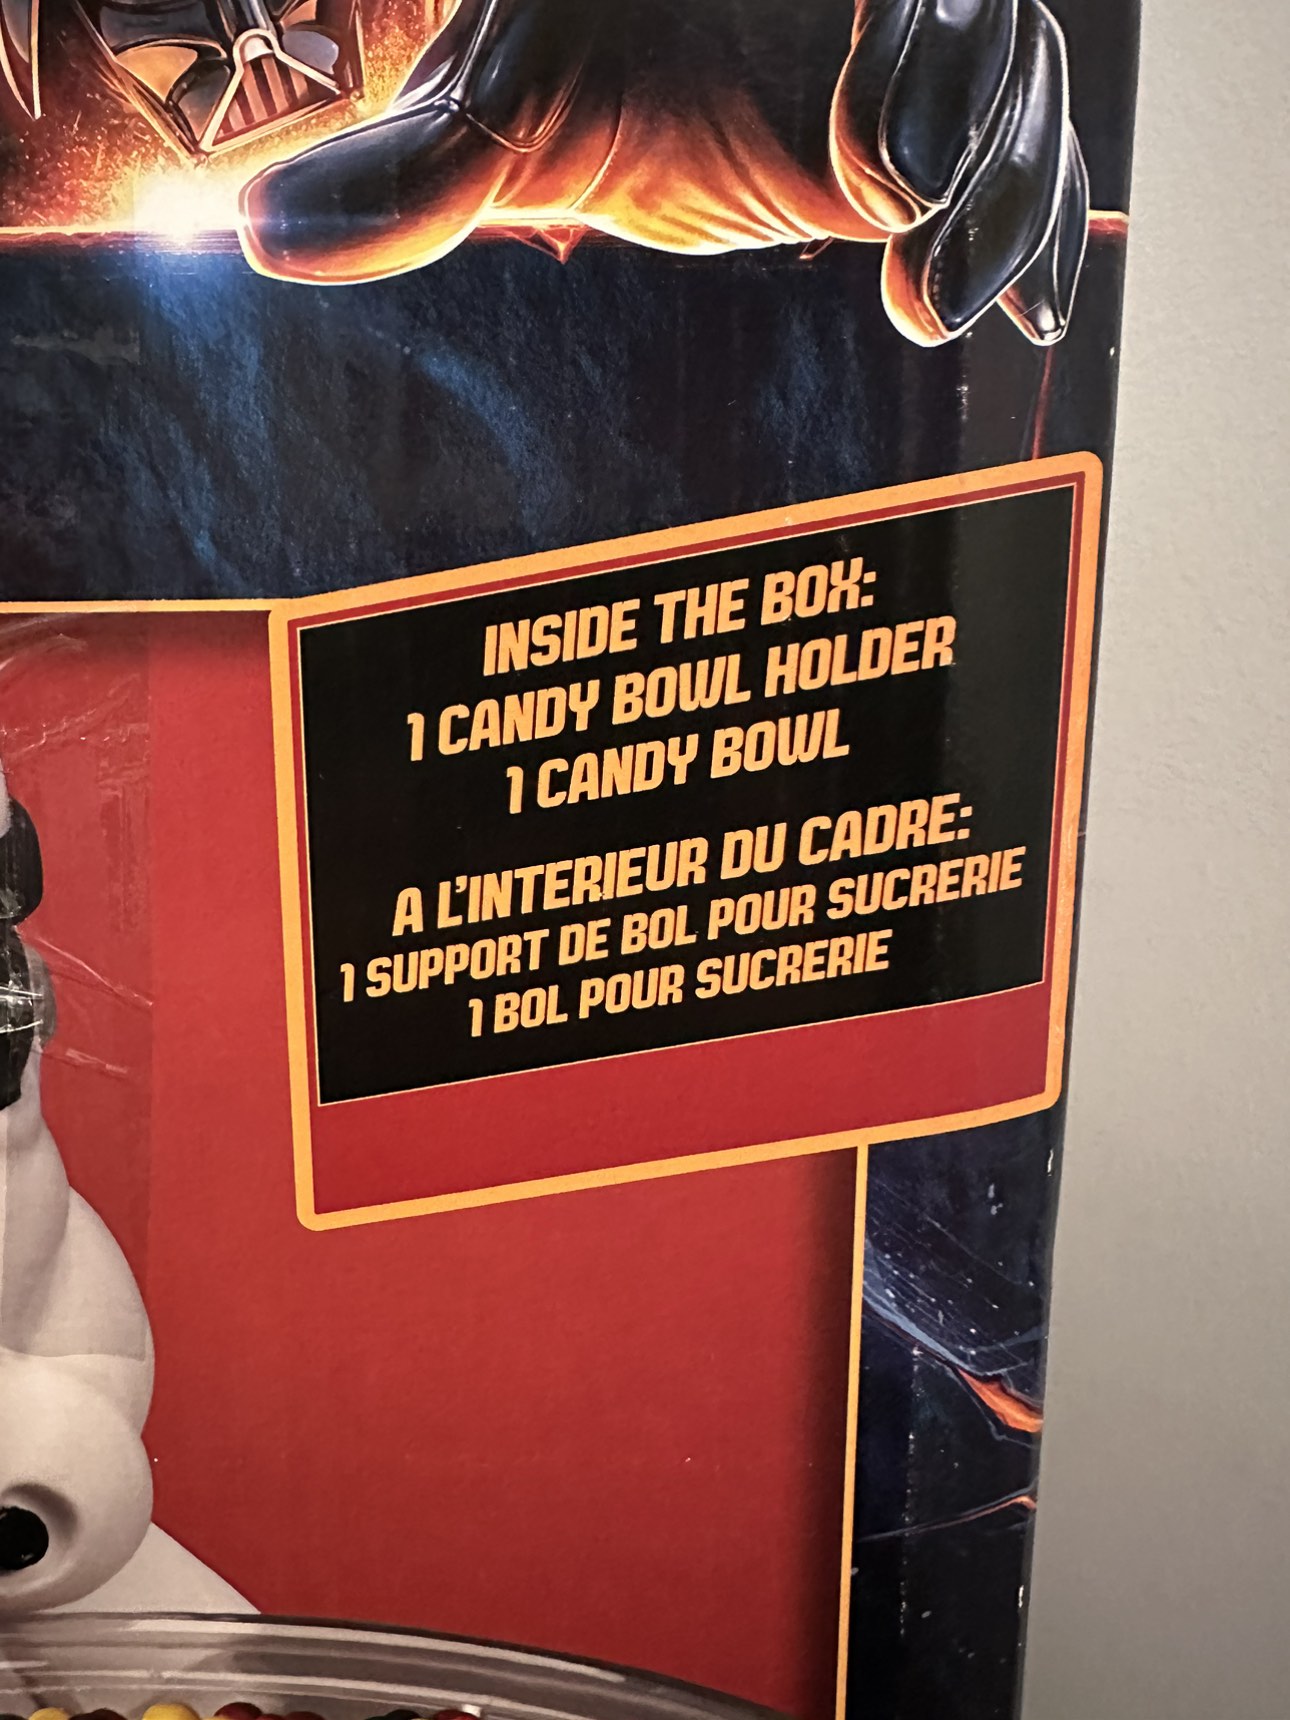 INSIDE THE BOX:
1 CANDY BOWL HOLDER
1 CANDY BOWL
A L'INTERIEUR DU CADRE:
1 SUPPORT DE BOL POUR SUCRERIE
1 BOL POUR SUCRERIE